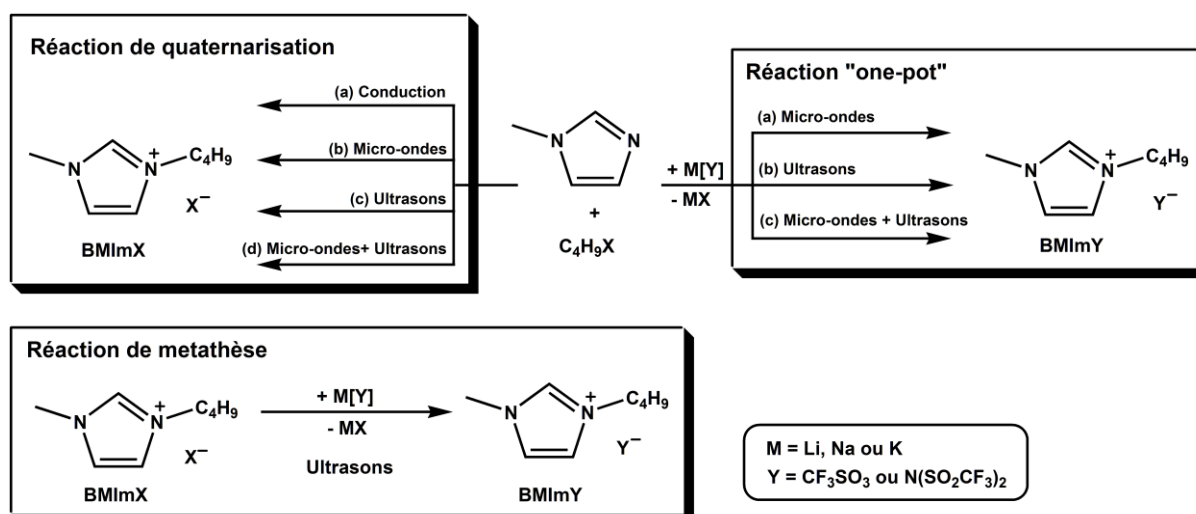 Réaction de quaternarisation
(a) Conduction
(b) Micro-ondes
(c) Ultrasons
(d) Micro-ondes+ Ultrasons
N
N
+
C₄H₉
X⁻
BMImX
N
N
+
C₄H₉X
+ M[Y]
- MX
Réaction "one-pot"
(a) Micro-ondes
(b) Ultrasons
(c) Micro-ondes + Ultrasons
N
N
+
C₄H₉
Y⁻
BMImY
Réaction de metathèse
N
N
+
C₄H₉
X⁻
BMImX
+ M[Y]
- MX
Ultrasons
N
N
+
C₄H₉
Y⁻
BMImY
M = Li, Na ou K
Y = CF₃SO₃ ou N(SO₂CF₃)₂